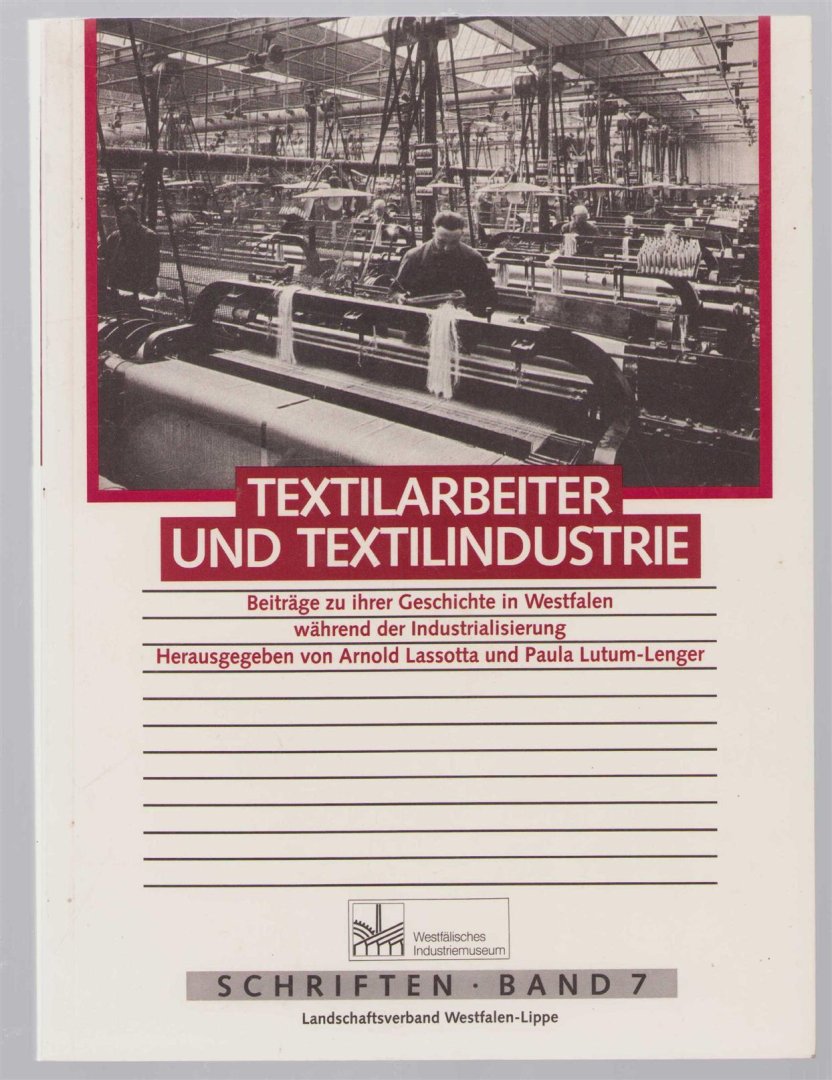 TEXTILARBEITER
UND TEXTILINDUSTRIE
Beiträge zu ihrer Geschichte in Westfalen
während der Industrialisierung
Herausgegeben von Arnold Lassotta und Paula Lutum-Lenger
Westfälisches
Industriemuseum
SCHRIFTEN · BAND 7
Landschaftsverband Westfalen-Lippe